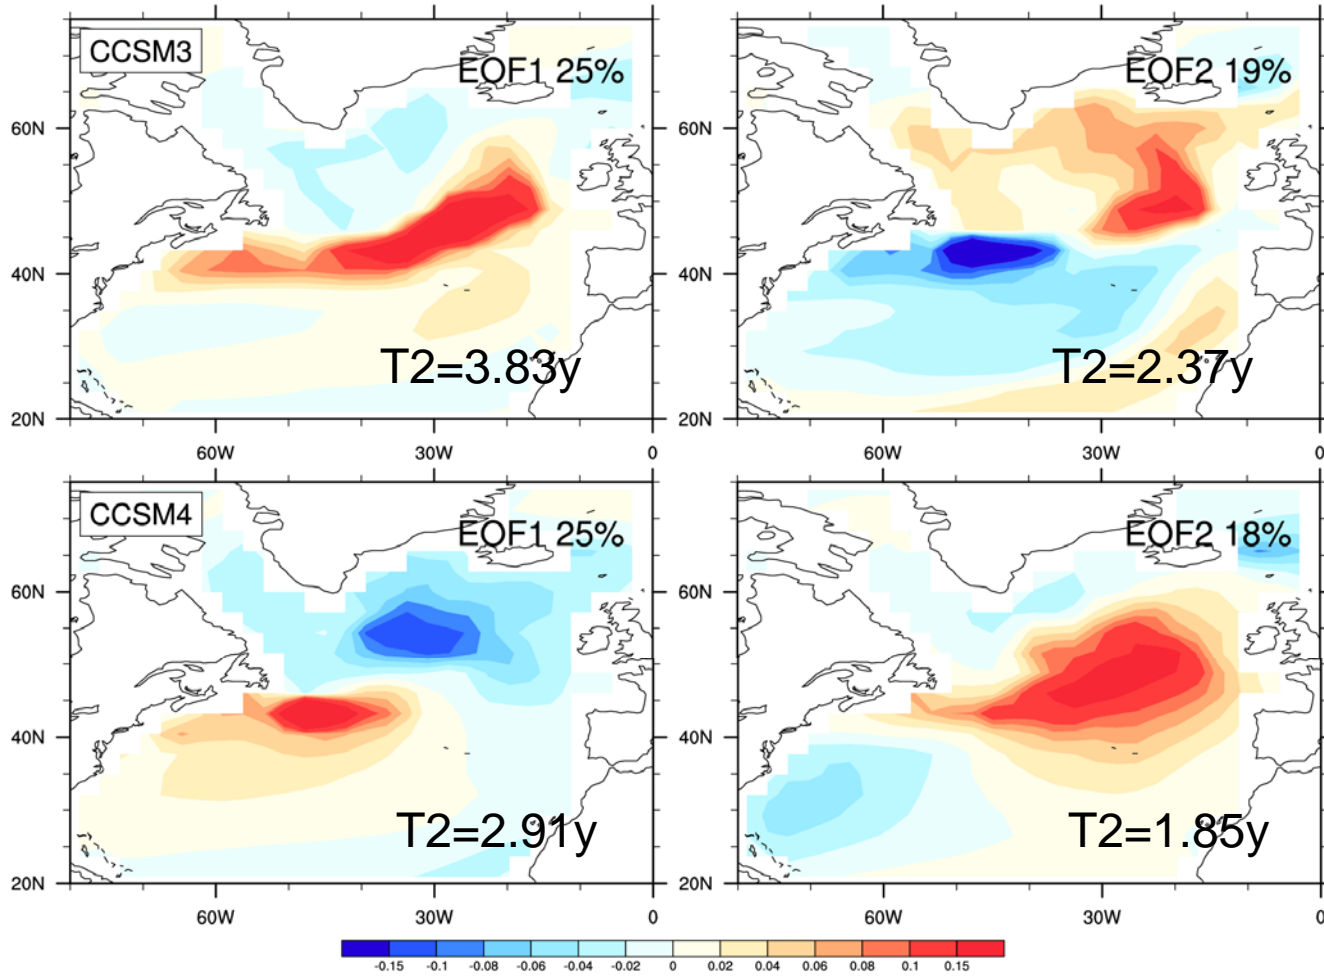 CCSM3
EOF1 25%
EOF2 19%
60N
40N
20N
T2=3.83y
60W
30W
0
60N
40N
20N
T2=2.37y
60W
30W
0
CCSM4
EOF1 25%
EOF2 18%
60N
40N
20N
T2=2.91y
60W
30W
0
60N
40N
20N
T2=1.85y
60W
30W
0
-0.15 -0.1 -0.08 -0.06 -0.04 -0.02 0 0.02 0.04 0.06 0.08 0.1 0.15